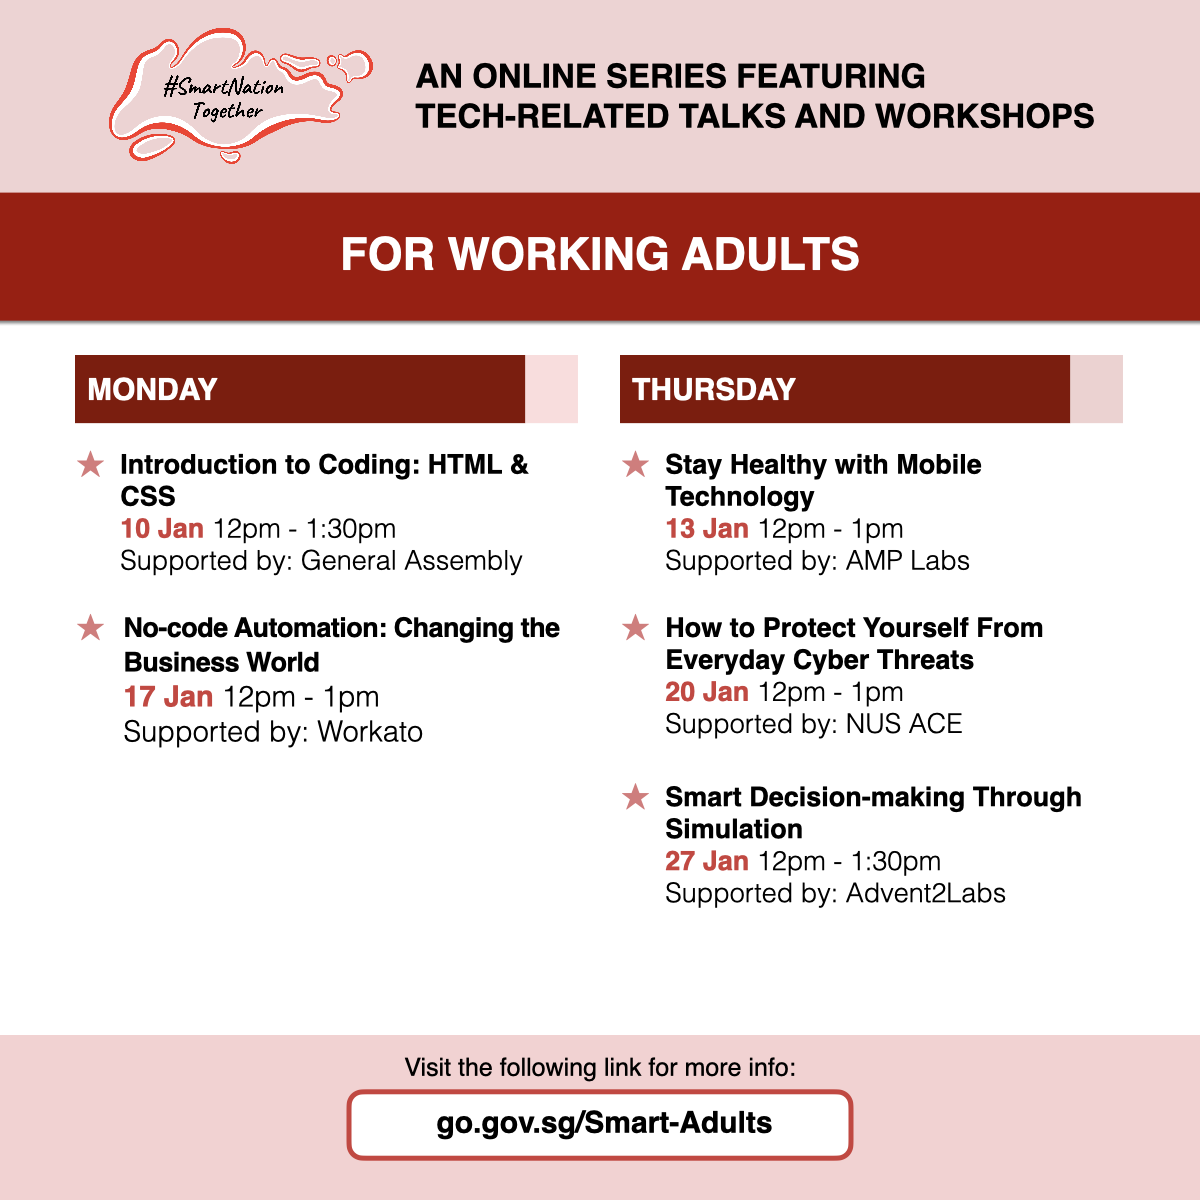 #SmartNation
Together
AN ONLINE SERIES FEATURING
TECH-RELATED TALKS AND WORKSHOPS
FOR WORKING ADULTS
MONDAY
Introduction to Coding: HTML &
CSS
10 Jan 12pm - 1:30pm
Supported by: General Assembly
No-code Automation: Changing the
Business World
17 Jan 12pm - 1pm
Supported by: Workato
THURSDAY
Stay Healthy with Mobile
Technology
13 Jan 12pm - 1pm
Supported by: AMP Labs
How to Protect Yourself From
Everyday Cyber Threats
20 Jan 12pm - 1pm
Supported by: NUS ACE
Smart Decision-making Through
Simulation
27 Jan 12pm - 1:30pm
Supported by: Advent2Labs
Visit the following link for more info:
go.gov.sg/Smart-Adults